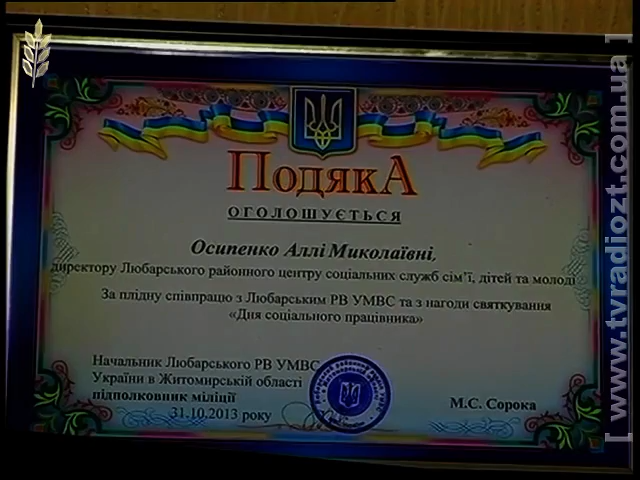 ПодякА
ОГОЛОШУЄТЬСЯ
Осипенко Аллі Миколаївні,
директору Любарського районного центру соціальних служб сім'ї, дітей та молоді
За плідну співпрацю з Любарським РВ УМВС та з нагоди святкування
«Дня соціального працівника»
Начальник Любарського РВ УМВС
України в Житомирській області
підполковник міліції
31.10.2013 року
М.С. Сорока
[ www.tvradiozt.com.ua ]